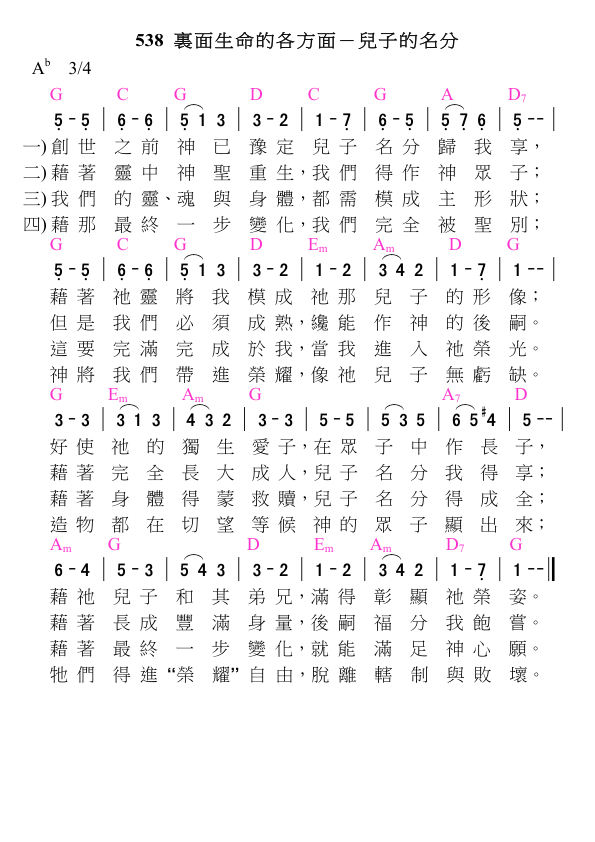 538 裏面生命的各方面－兒子的名分
A♭ 3/4
G C G D C G A D7
5̣ - 5̣ | 6̣ - 6̣ | 5̣ 1 3 | 3 - 2 | 1 - 7̣ | 6̣ - 5̣ | 5̣ 7̣ 6̣ | 5̣ - - |
一) 創世之前神已豫定兒子名分歸我享，
二) 藉著靈中神聖重生，我們得作神眾子；
三) 我們的靈、魂與身體，都需模成主形狀；
四) 藉那最終一步變化，我們完全被聖別；
G C G D Em Am D G
5̣ - 5̣ | 6̣ - 6̣ | 5̣ 1 3 | 3 - 2 | 1 - 2 | 3 4 2 | 1 - 7̣ | 1 - - |
藉著祂靈將我模成祂那兒子的形像；
但是我們必須成熟，纔能作神的後嗣。
這要完滿完成於我，當我進入祂榮光。
神將我們帶進榮耀，像祂兒子無虧缺。
G Em Am G A7 D
3 - 3 | 3 1 3 | 4 3 2 | 3 - 3 | 5 - 5 | 5 3 5 | 6 5 ♯4 | 5 - - |
好使祂的獨生愛子，在眾子中作長子，
藉著完全長大成人，兒子名分我得享；
藉著身體得蒙救贖，兒子名分得成全；
造物都在切望等候神的眾子顯出來；
Am G D Em Am D7 G
6 - 4 | 5 - 3 | 5 4 3 | 3 - 2 | 1 - 2 | 3 4 2 | 1 - 7̣ | 1 - - ‖
藉祂兒子和其弟兄，滿得彰顯祂榮姿。
藉著長成豐滿身量，後嗣福分我飽嘗。
藉著最終一步變化，就能滿足神心願。
牠們得進“榮耀”自由，脫離轄制與敗壞。